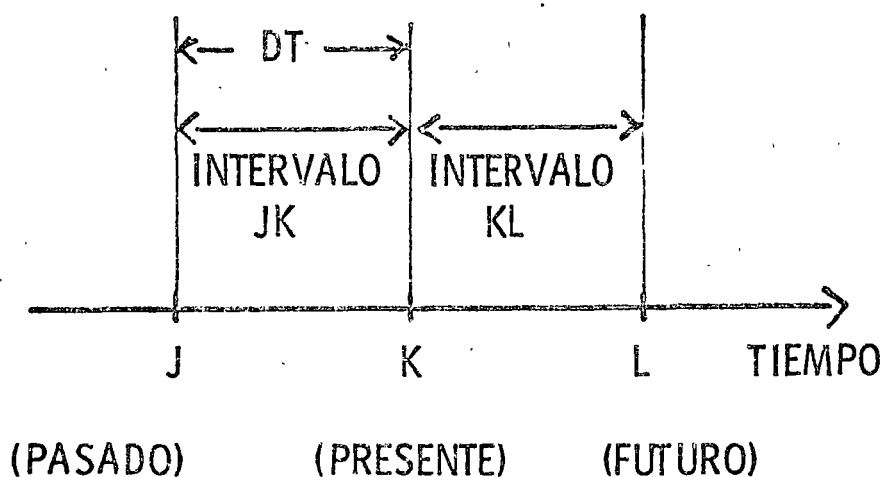 DT
INTERVALO INTERVALO
JK KL
J K L TIEMPO
(PASADO) (PRESENTE) (FUTURO)